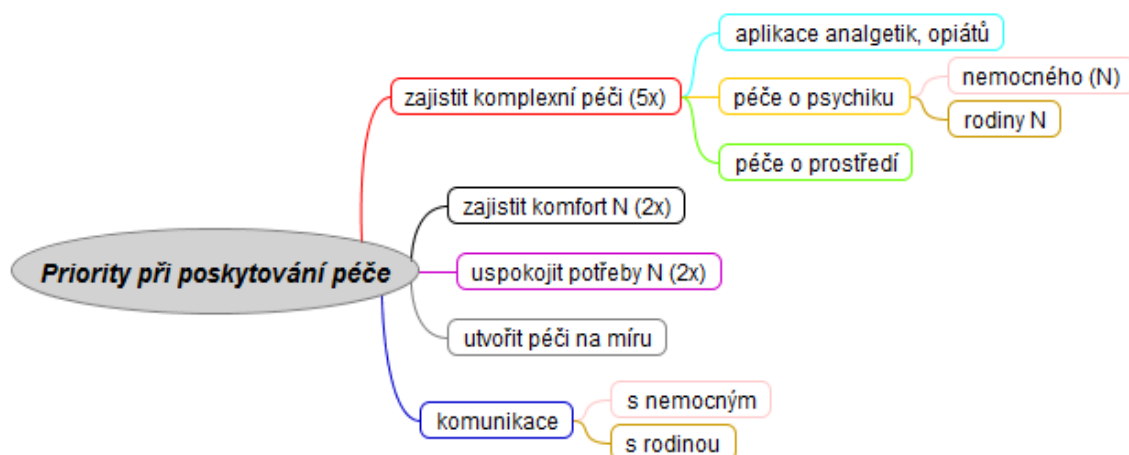 Priority při poskytování péče
zajistit komplexní péči (5x)
aplikace analgetik, opiátů
péče o psychiku
nemocného (N)
rodiny N
péče o prostředí
zajistit komfort N (2x)
uspokojit potřeby N (2x)
utvořit péči na míru
komunikace
s nemocným
s rodinou